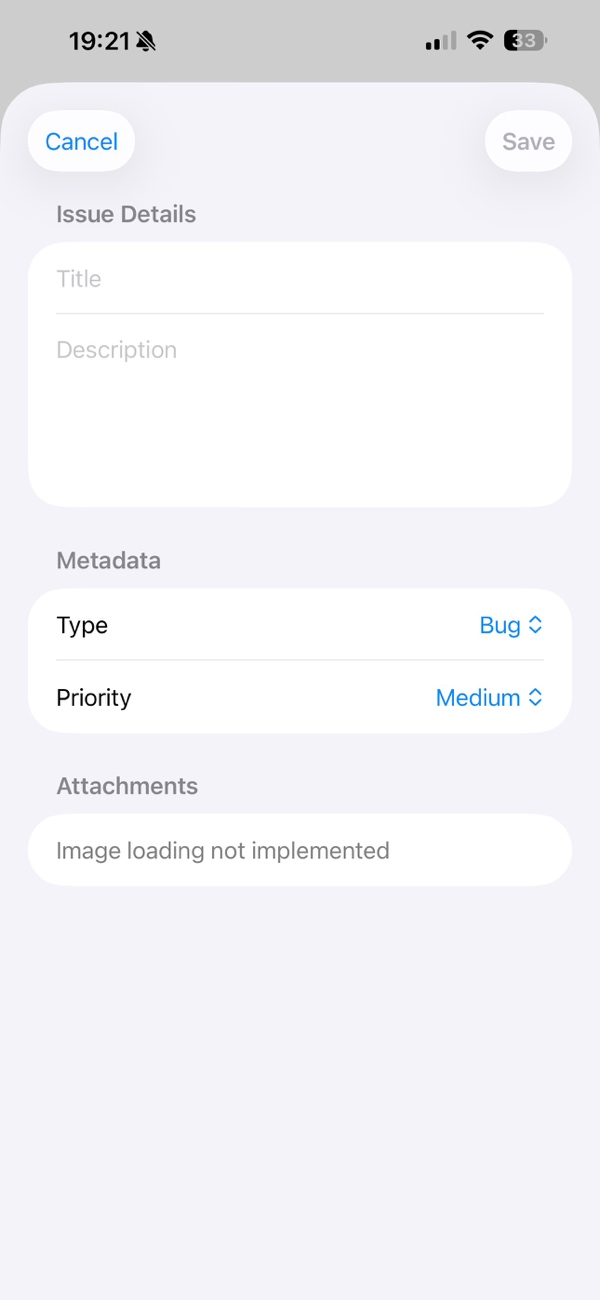 19:21 33
Cancel Save
Issue Details
Title
Description
Metadata
Type Bug
Priority Medium
Attachments
Image loading not implemented